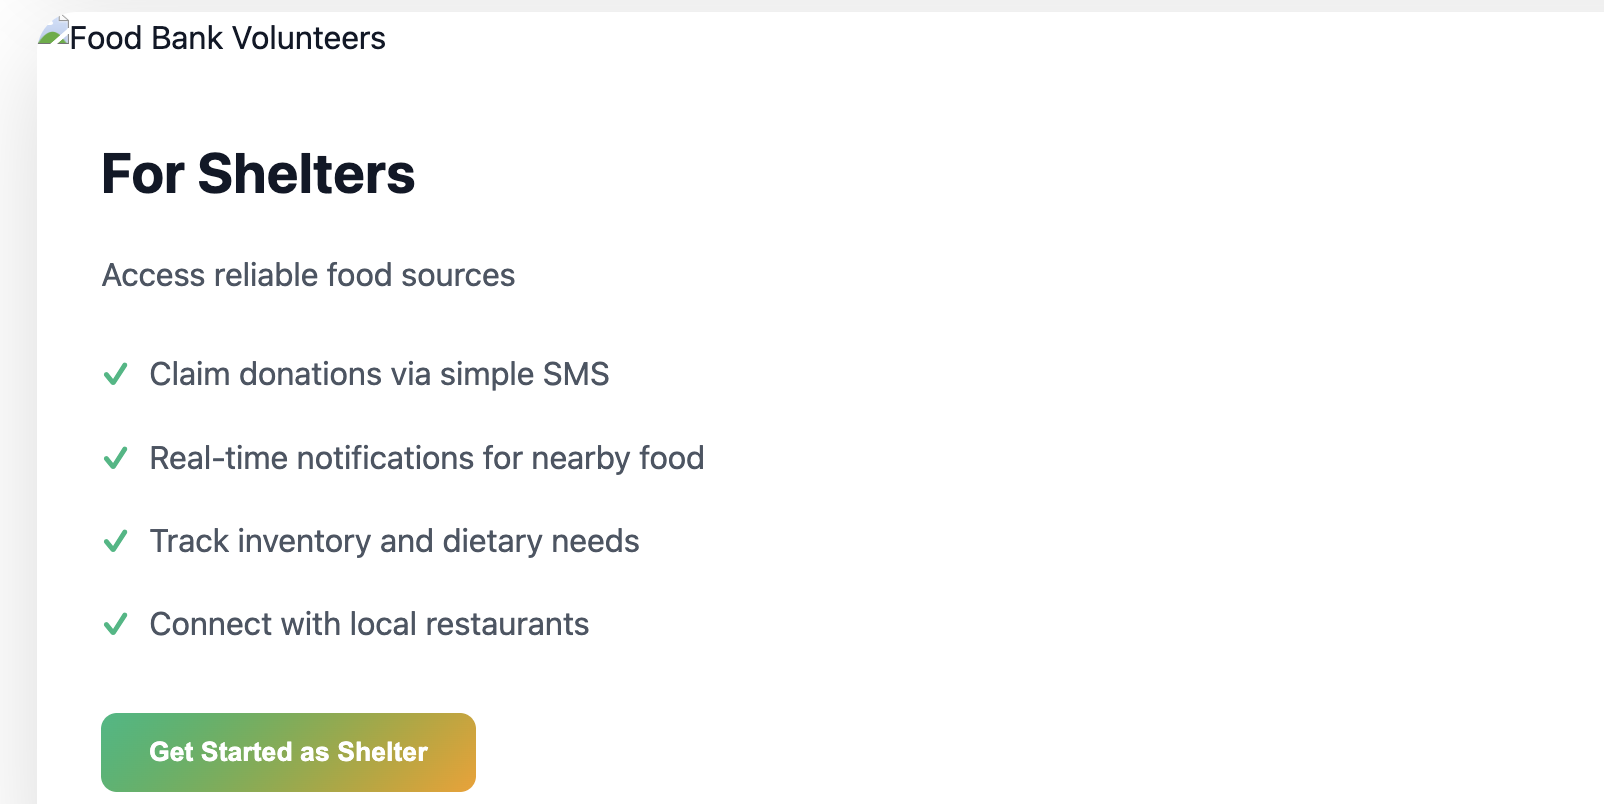 Food Bank Volunteers
For Shelters
Access reliable food sources
Claim donations via simple SMS
Real-time notifications for nearby food
Track inventory and dietary needs
Connect with local restaurants
Get Started as Shelter